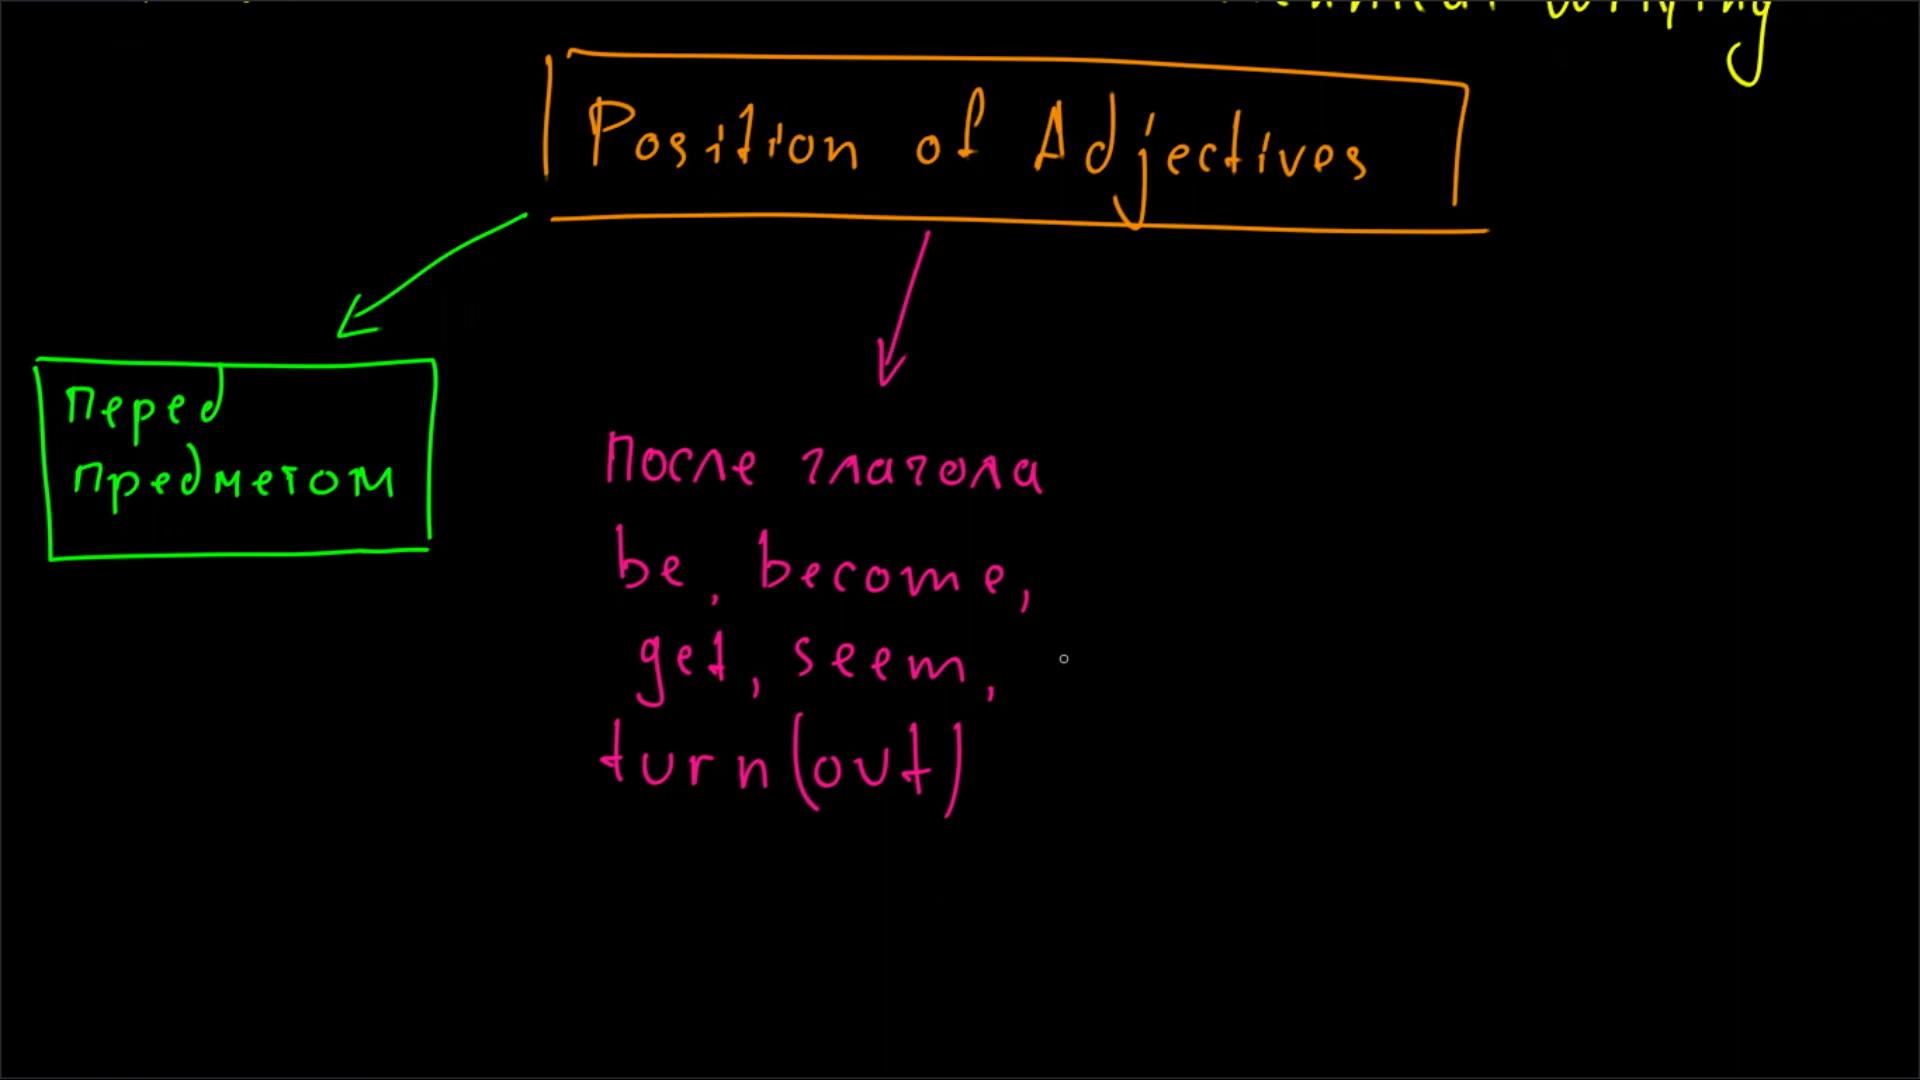 Position of Adjectives
Перед
предметом
После глагола
be, become,
get, seem,
turn(out)